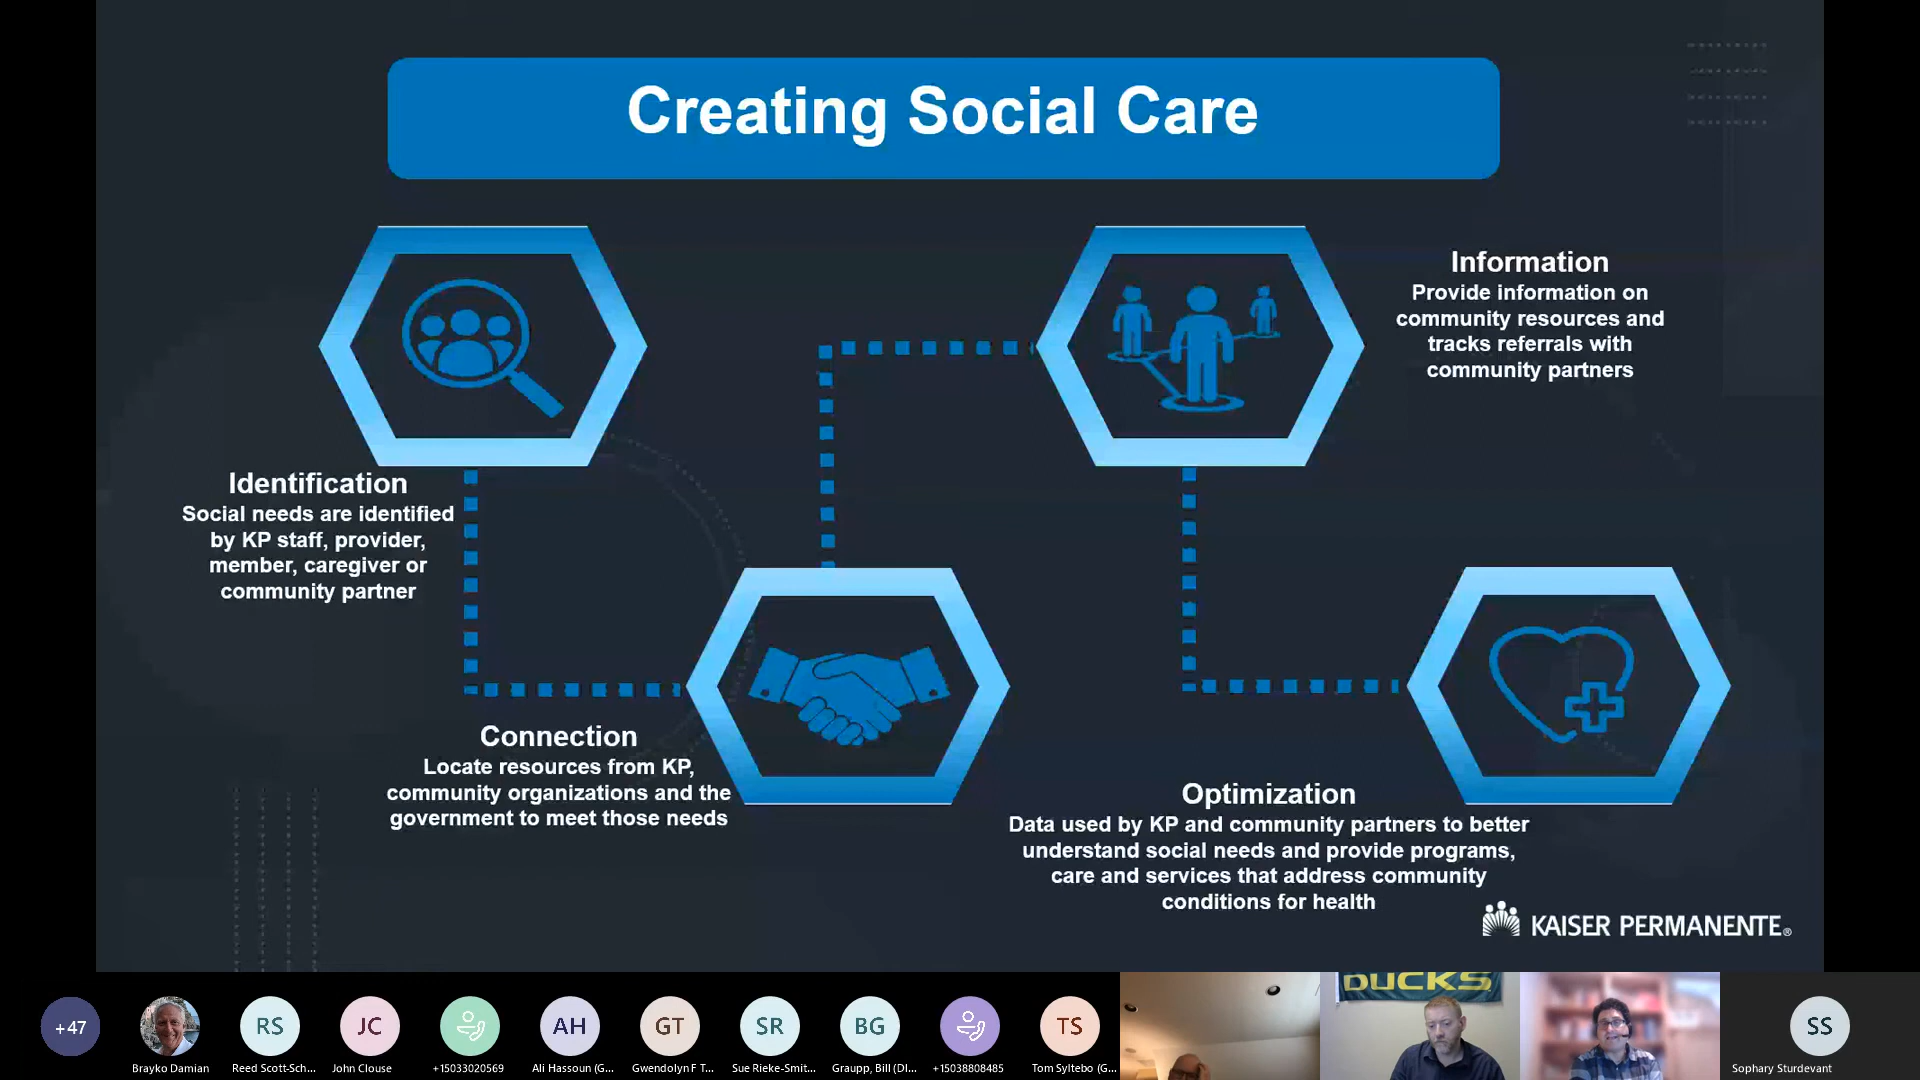 Creating Social Care
Identification
Social needs are identified
by KP staff, provider,
member, caregiver or
community partner
Connection
Locate resources from KP,
community organizations and the
government to meet those needs
Information
Provide information on
community resources and
tracks referrals with
community partners
Optimization
Data used by KP and community partners to better
understand social needs and provide programs,
care and services that address community
conditions for health
KAISER PERMANENTE®
+47
Brayko Damian
RS
Reed Scott-Sch...
JC
John Clouse
+15033020569
AH
Ali Hassoun (G...
GT
Gwendolyn F T...
SR
Sue Rieke-Smit...
BG
Graupp, Bill (DI...
+15038808485
TS
Tom Syltebo (G...
DUCKS
SS
Sophary Sturdevant